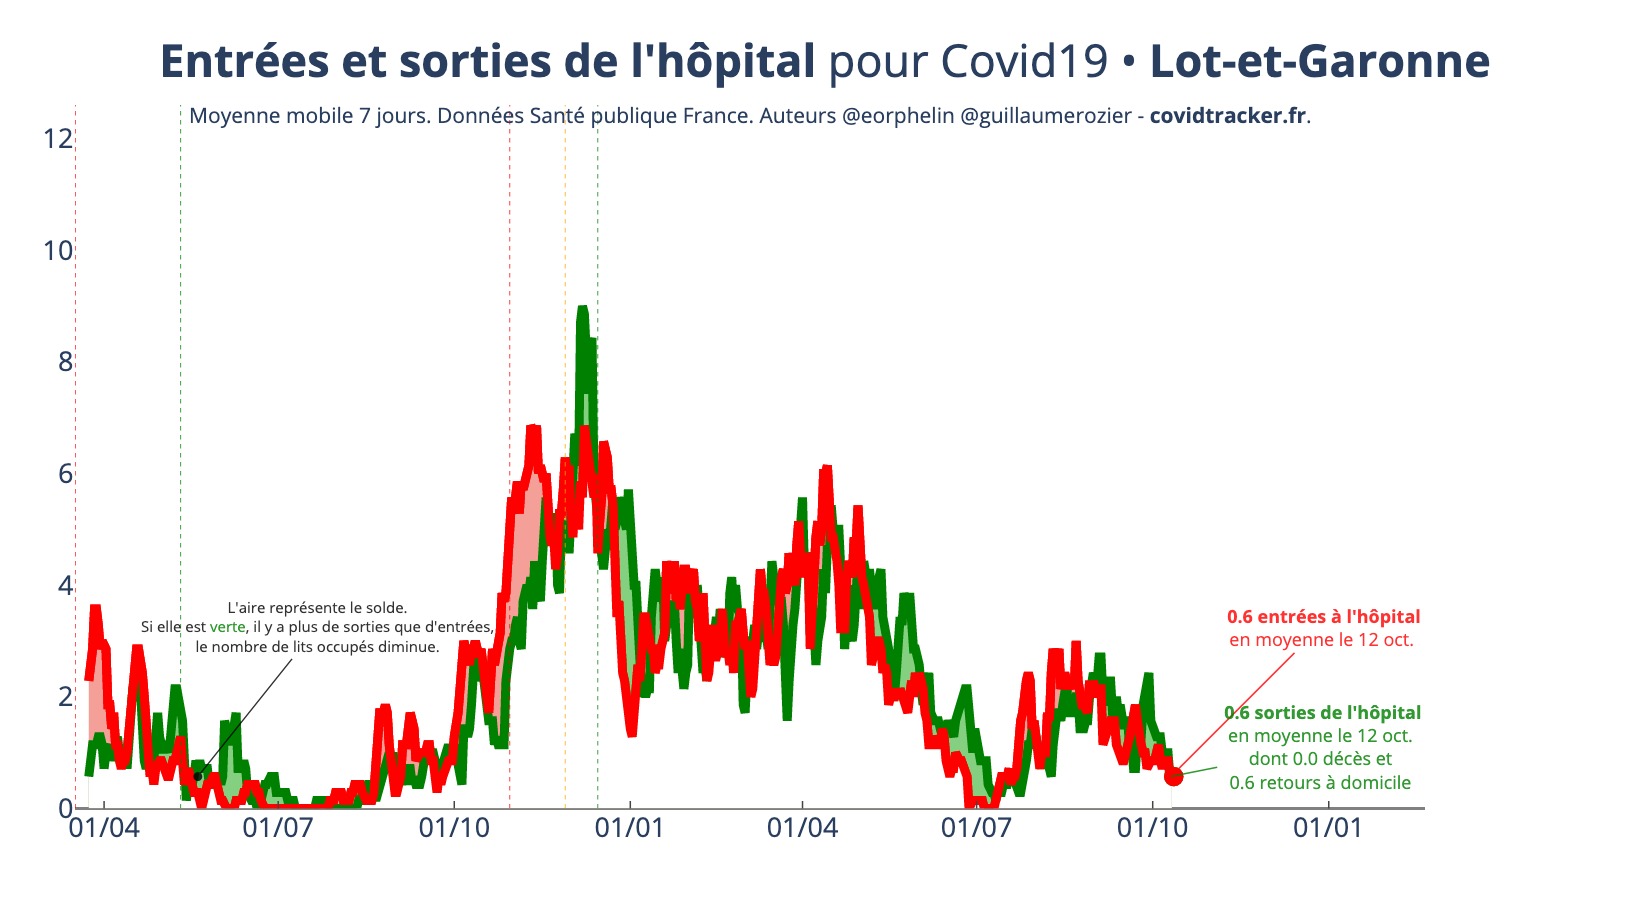 Entrées et sorties de l'hôpital pour Covid19 • Lot-et-Garonne
Moyenne mobile 7 jours. Données Santé publique France. Auteurs @eorphelin @guillaumerozier - covidtracker.fr.
12
10
8
6
4
2
0
L'aire représente le solde.
Si elle est verte, il y a plus de sorties que d'entrées,
le nombre de lits occupés diminue.
0.6 entrées à l'hôpital
en moyenne le 12 oct.
0.6 sorties de l'hôpital
en moyenne le 12 oct.
dont 0.0 décès et
0.6 retours à domicile
01/04 01/07 01/10 01/01 01/04 01/07 01/10 01/01